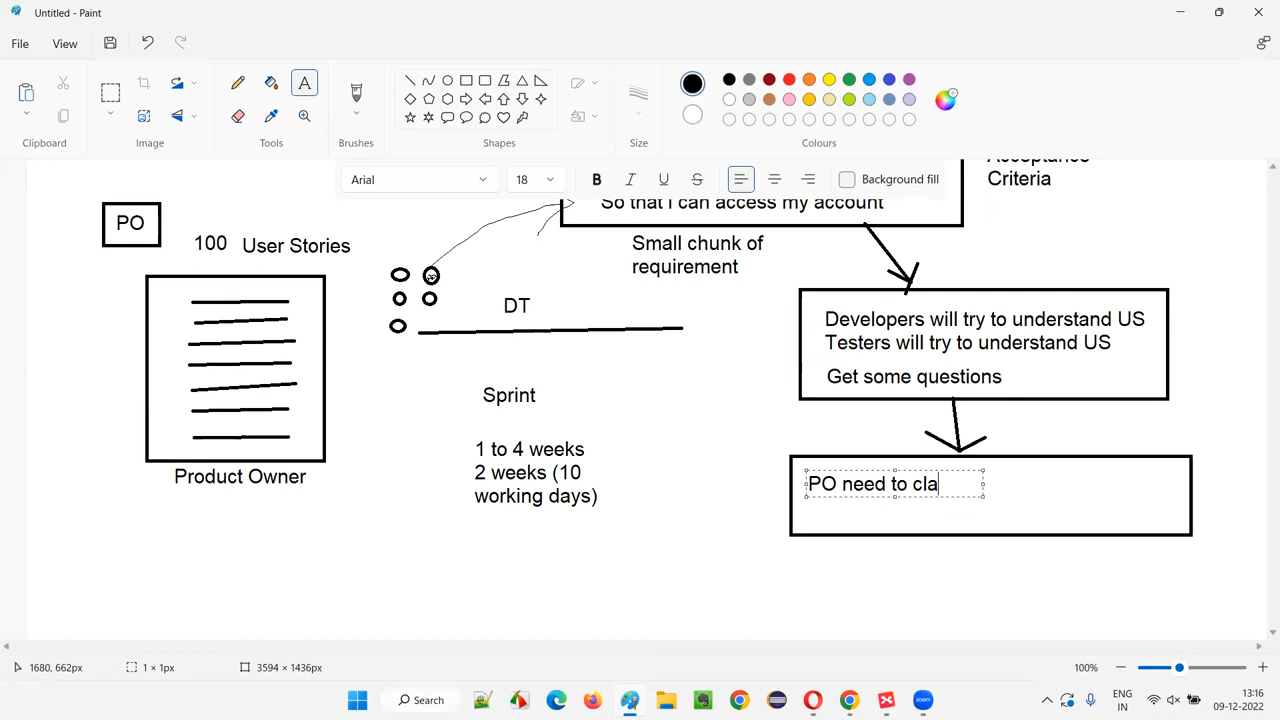 Untitled - Paint
File
View
Clipboard
Image
Tools
Brushes
Shapes
Size
Colours
Arial
18
Background fill
Criteria
So that I can access my account
PO
100
User Stories
Small chunk of
requirement
DT
Developers will try to understand US
Testers will try to understand US
Get some questions
Sprint
1 to 4 weeks
2 weeks (10
working days)
Product Owner
PO need to cla
1680, 662px
1 × 1px
3594 × 1436px
100%
Search
ENG
IN
13:16
09-12-2022
zoom